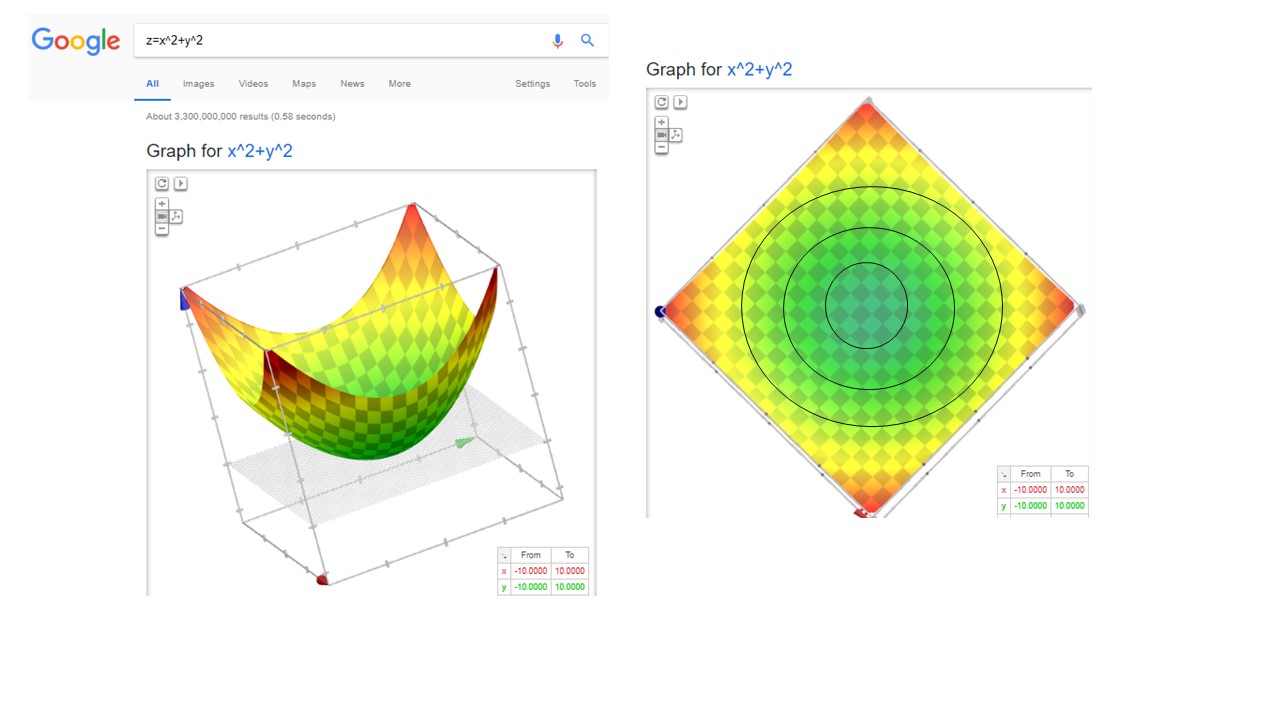 Google z=x^2+y^2
All Images Videos Maps News More Settings Tools
About 3,300,000,000 results (0.58 seconds)
Graph for x^2+y^2
From To
x -10.0000 10.0000
y -10.0000 10.0000
Graph for x^2+y^2
From To
x -10.0000 10.0000
y -10.0000 10.0000